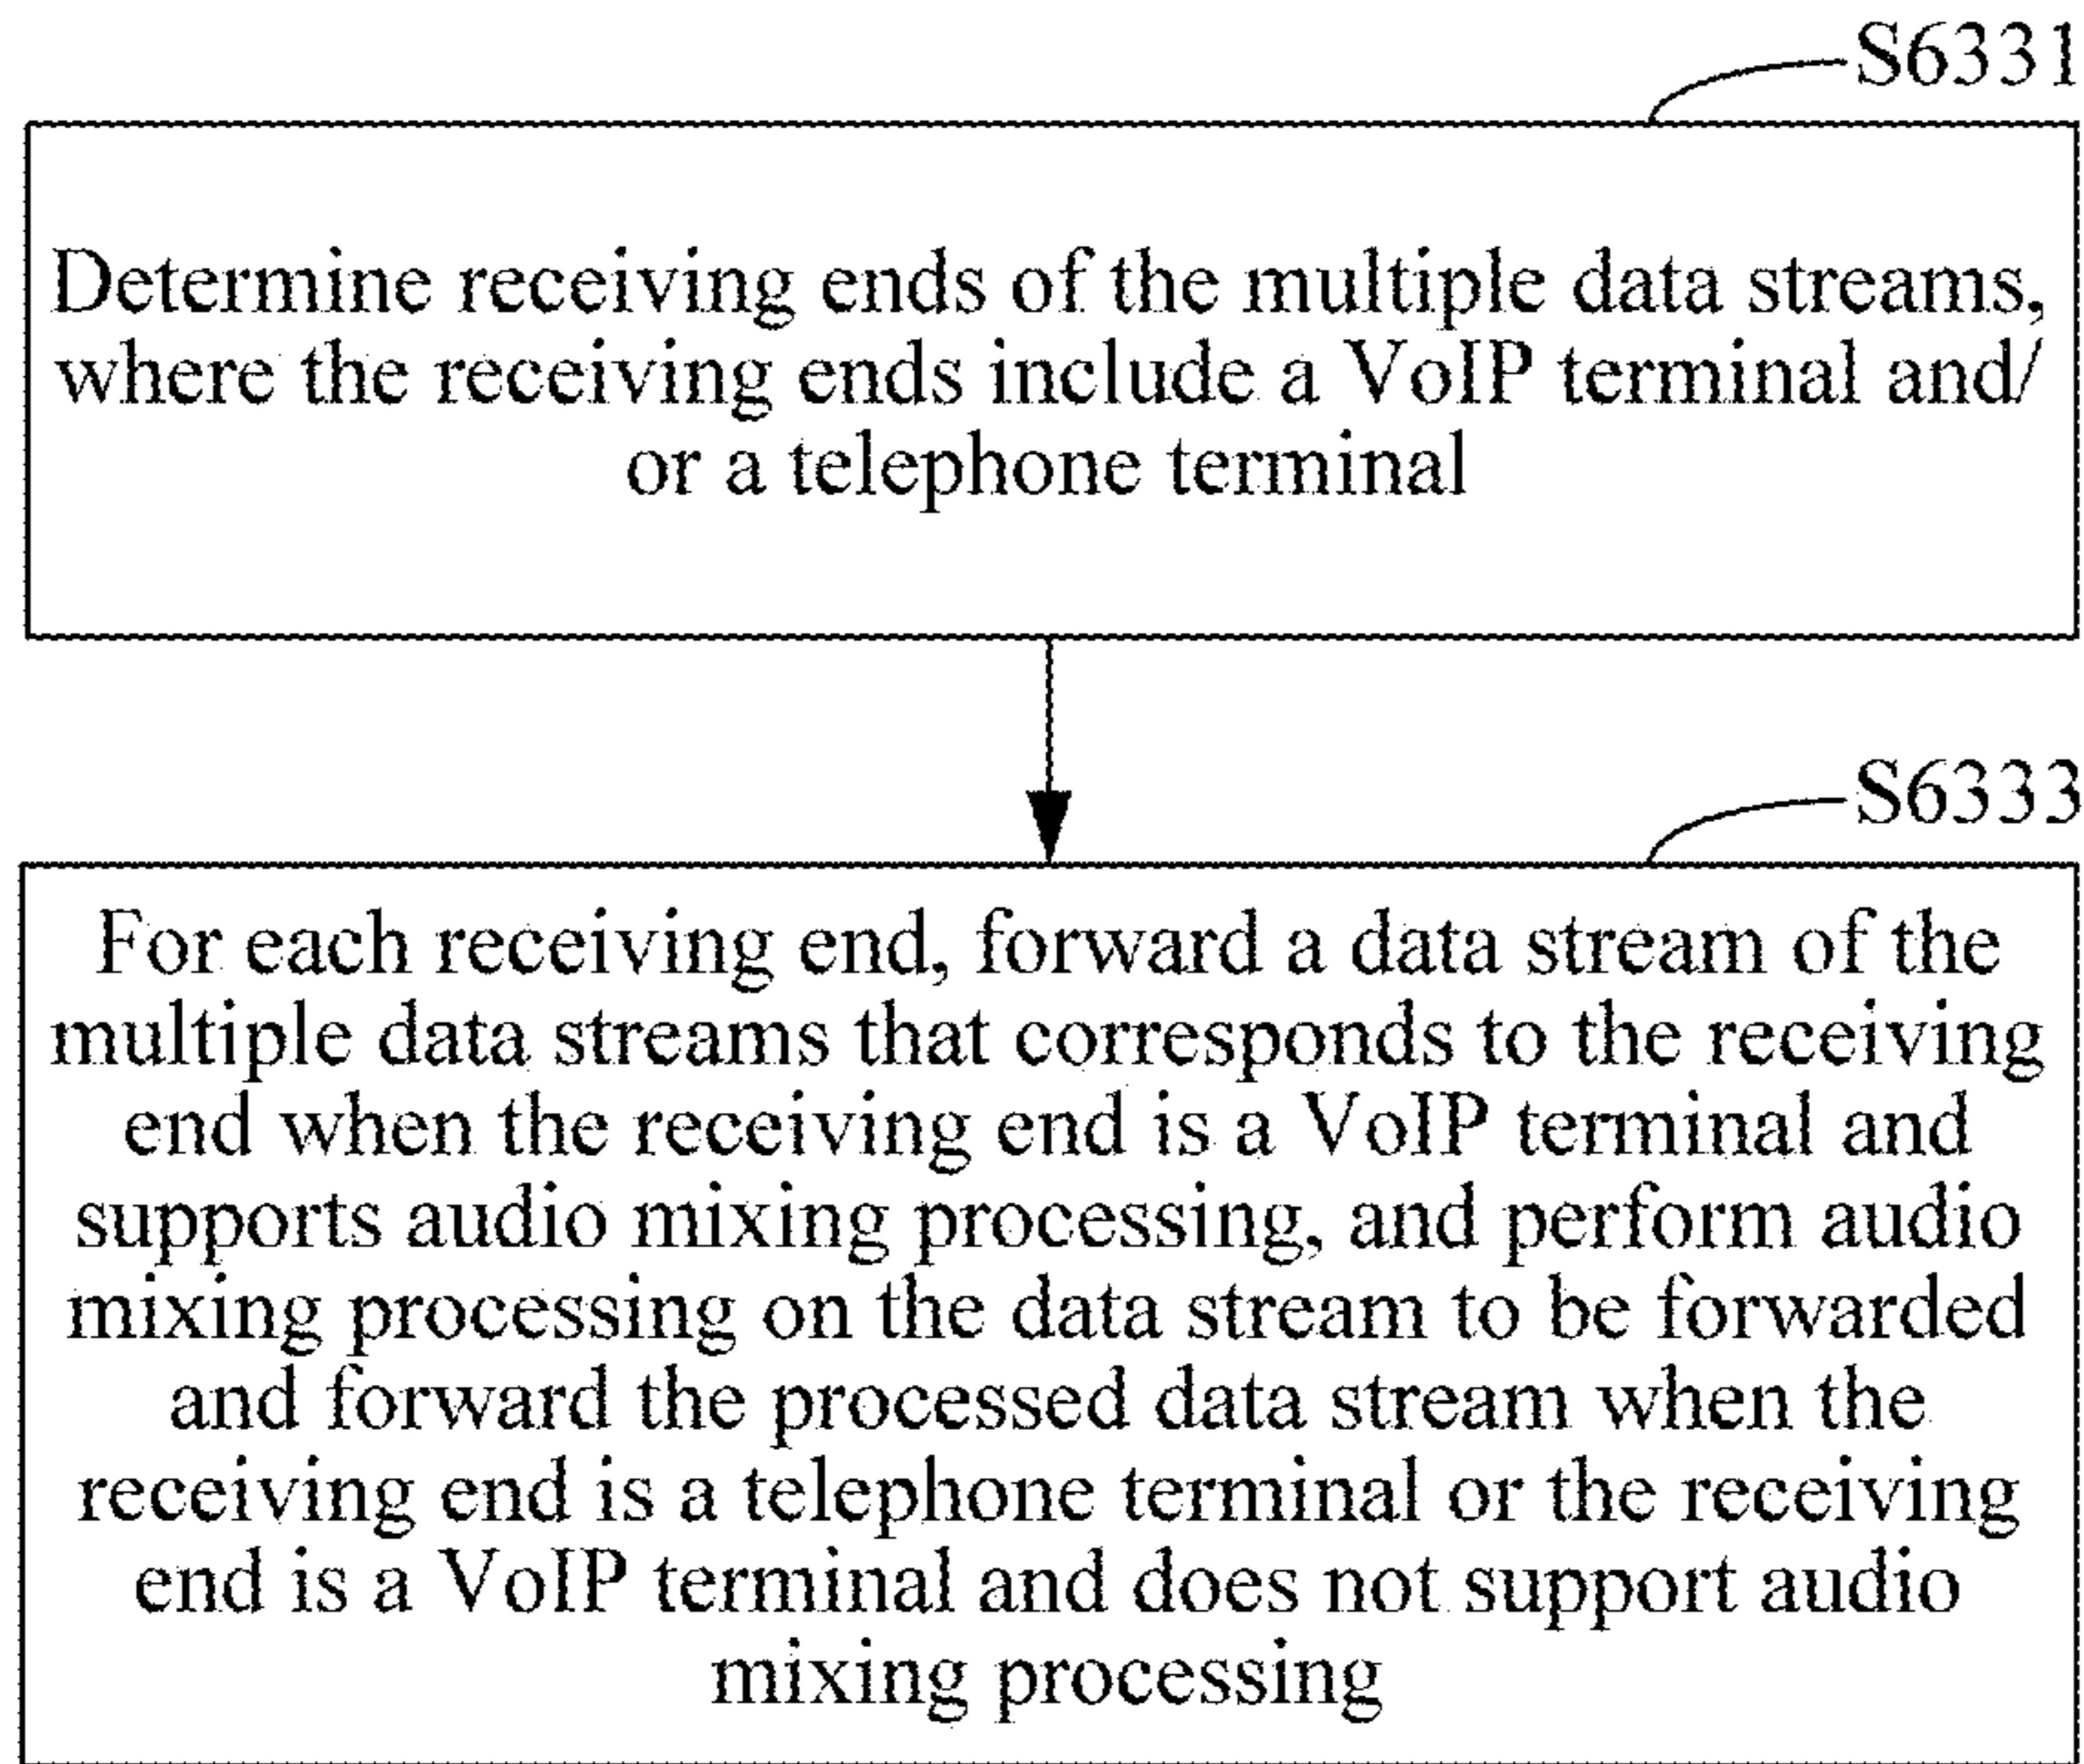 S6331
Determine receiving ends of the multiple data streams,
where the receiving ends include a VoIP terminal and/
or a telephone terminal
S6333
For each receiving end, forward a data stream of the
multiple data streams that corresponds to the receiving
end when the receiving end is a VoIP terminal and
supports audio mixing processing, and perform audio
mixing processing on the data stream to be forwarded
and forward the processed data stream when the
receiving end is a telephone terminal or the receiving
end is a VoIP terminal and does not support audio
mixing processing